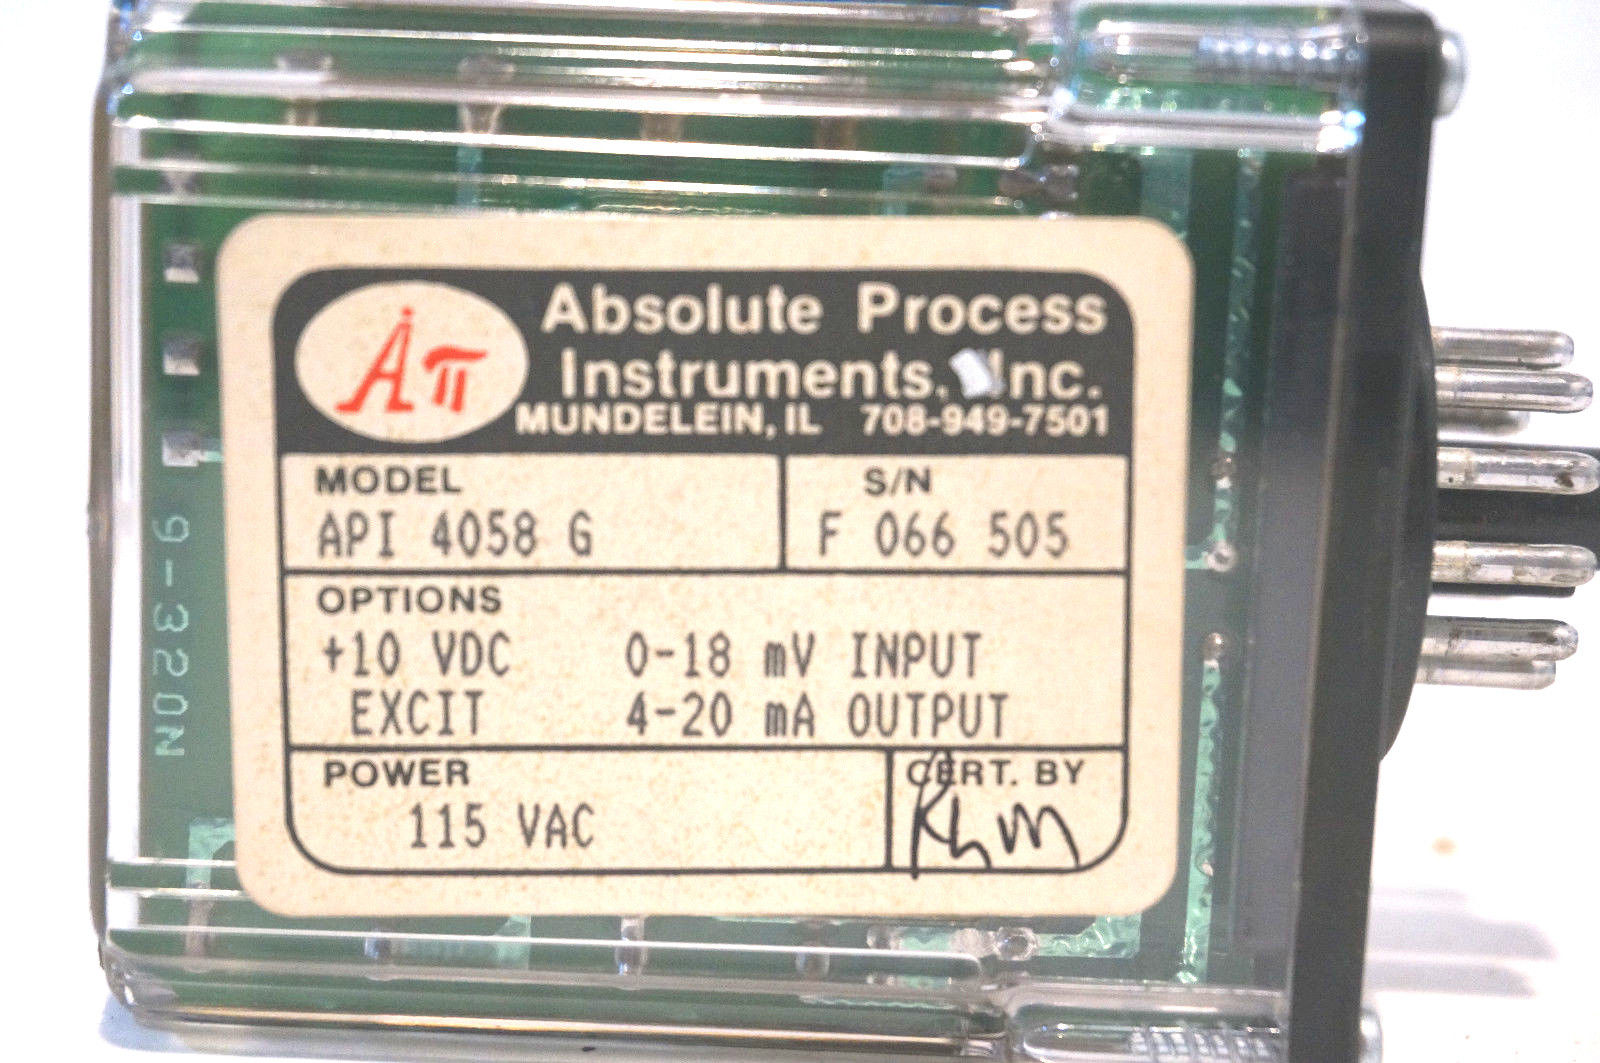 Aπ
Absolute Process
Instruments, Inc.
MUNDELEIN, IL 708-949-7501
MODEL
API 4058 G
S/N
F 066 505
OPTIONS
+10 VDC 0-18 mV INPUT
EXCIT 4-20 mA OUTPUT
POWER
115 VAC
CERT. BY
9-320N